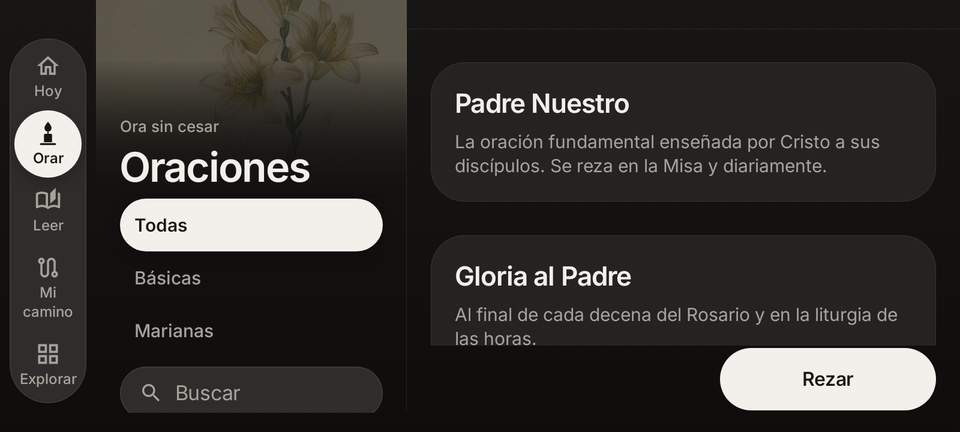 Hoy
Orar
Leer
Mi
camino
Explorar
Ora sin cesar
Oraciones
Todas
Básicas
Marianas
Buscar
Padre Nuestro
La oración fundamental enseñada por Cristo a sus
discípulos. Se reza en la Misa y diariamente.
Gloria al Padre
Al final de cada decena del Rosario y en la liturgia de
las horas.
Rezar